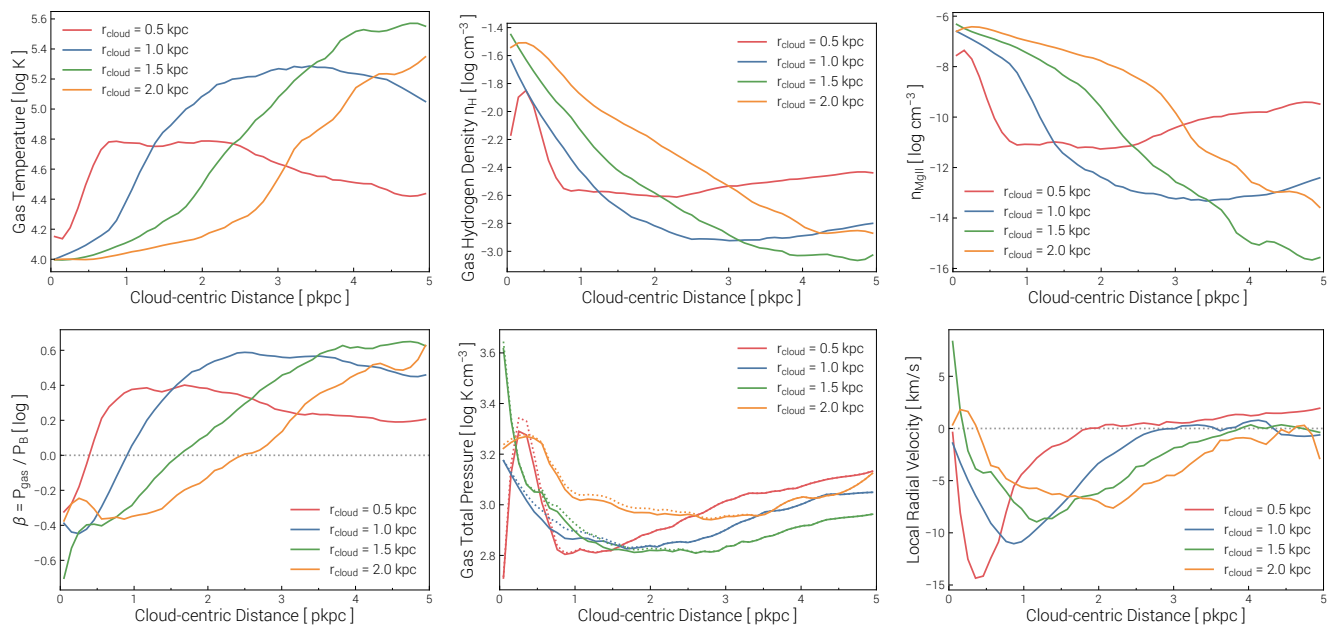 Gas Temperature [ log K ]
5.6
5.4
5.2
5.0
4.8
4.6
4.4
4.2
4.0
r_cloud = 0.5 kpc
r_cloud = 1.0 kpc
r_cloud = 1.5 kpc
r_cloud = 2.0 kpc
0 1 2 3 4 5
Cloud-centric Distance [ pkpc ]
Gas Hydrogen Density n_H [ log cm⁻³ ]
−1.4
−1.6
−1.8
−2.0
−2.2
−2.4
−2.6
−2.8
−3.0
r_cloud = 0.5 kpc
r_cloud = 1.0 kpc
r_cloud = 1.5 kpc
r_cloud = 2.0 kpc
0 1 2 3 4 5
Cloud-centric Distance [ pkpc ]
n_MgII [ log cm⁻³ ]
−6
−8
−10
−12
−14
−16
r_cloud = 0.5 kpc
r_cloud = 1.0 kpc
r_cloud = 1.5 kpc
r_cloud = 2.0 kpc
0 1 2 3 4 5
Cloud-centric Distance [ pkpc ]
β = P_gas / P_B [ log ]
0.6
0.4
0.2
0.0
−0.2
−0.4
−0.6
r_cloud = 0.5 kpc
r_cloud = 1.0 kpc
r_cloud = 1.5 kpc
r_cloud = 2.0 kpc
0 1 2 3 4 5
Cloud-centric Distance [ pkpc ]
Gas Total Pressure [ log K cm⁻³ ]
3.6
3.4
3.2
3.0
2.8
r_cloud = 0.5 kpc
r_cloud = 1.0 kpc
r_cloud = 1.5 kpc
r_cloud = 2.0 kpc
0 1 2 3 4 5
Cloud-centric Distance [ pkpc ]
Local Radial Velocity [ km/s ]
5
0
−5
−10
−15
r_cloud = 0.5 kpc
r_cloud = 1.0 kpc
r_cloud = 1.5 kpc
r_cloud = 2.0 kpc
0 1 2 3 4 5
Cloud-centric Distance [ pkpc ]